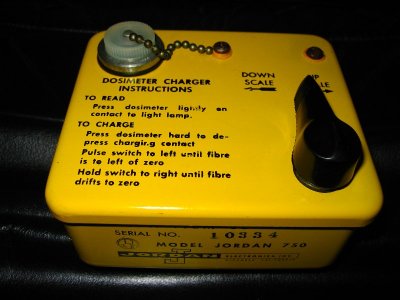 DOSIMETER CHARGER
INSTRUCTIONS
TO READ
Press dosimeter lightly on
contact to light lamp.
TO CHARGE
Press dosimeter hard to de-
press charging contact
Pulse switch to left until fibre
is to left of zero
Hold switch to right until fibre
drifts to zero
DOWN
SCALE
SERIAL NO. 10334
MODEL JORDAN 750
JORDAN ELECTRONICS